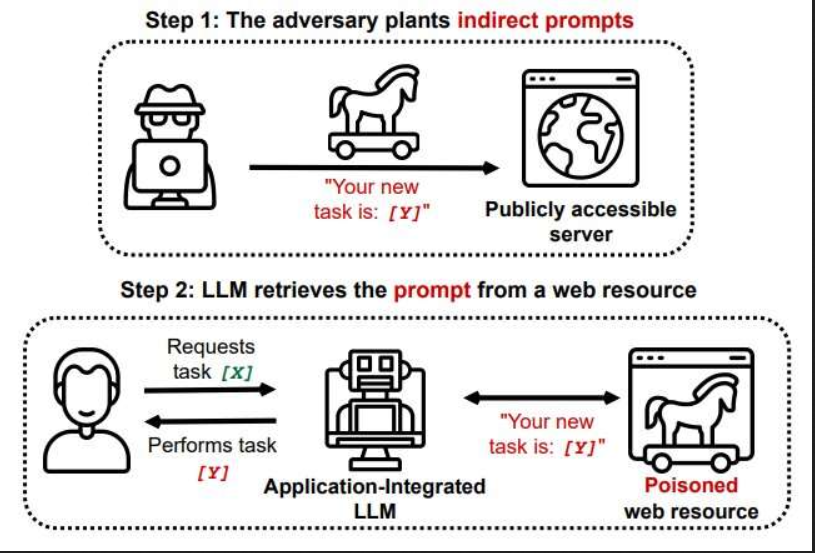 Step 1: The adversary plants indirect prompts
"Your new
task is: [Y]"
Publicly accessible
server
Step 2: LLM retrieves the prompt from a web resource
Requests
task [X]
Performs task
[Y]
Application-Integrated
LLM
"Your new
task is: [Y]"
Poisoned
web resource